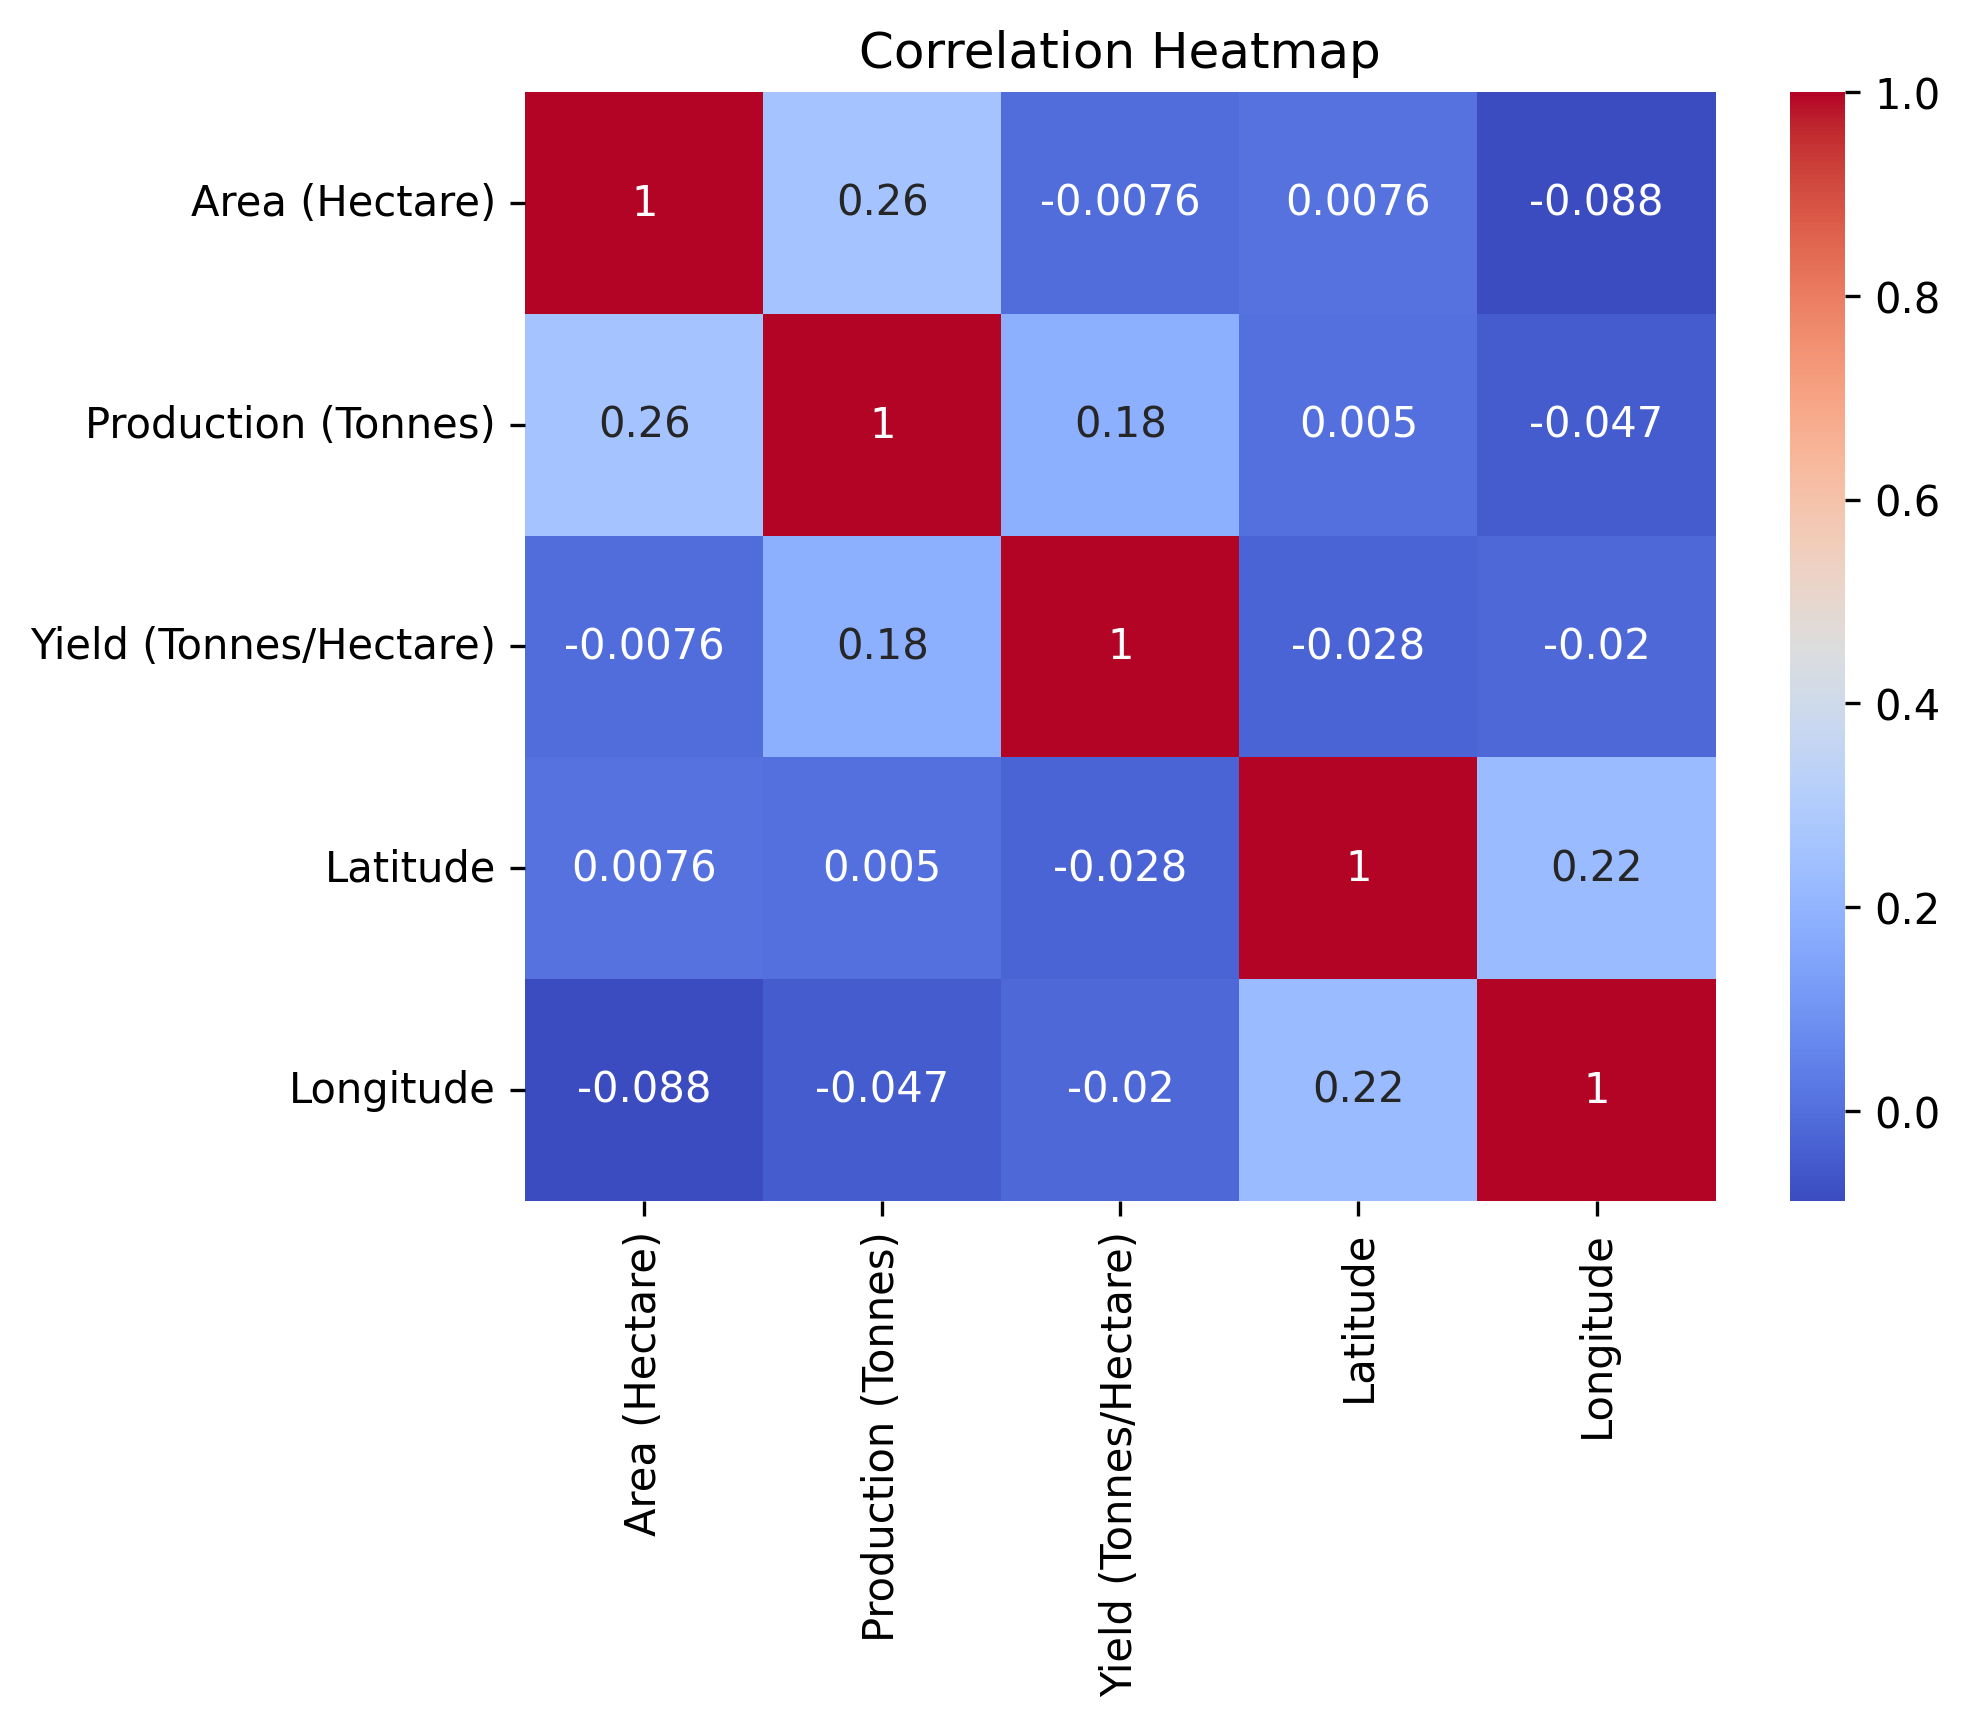 Correlation Heatmap
Area (Hectare) 1 0.26 -0.0076 0.0076 -0.088
Production (Tonnes) 0.26 1 0.18 0.005 -0.047
Yield (Tonnes/Hectare) -0.0076 0.18 1 -0.028 -0.02
Latitude 0.0076 0.005 -0.028 1 0.22
Longitude -0.088 -0.047 -0.02 0.22 1
Area (Hectare)
Production (Tonnes)
Yield (Tonnes/Hectare)
Latitude
Longitude
1.0
0.8
0.6
0.4
0.2
0.0